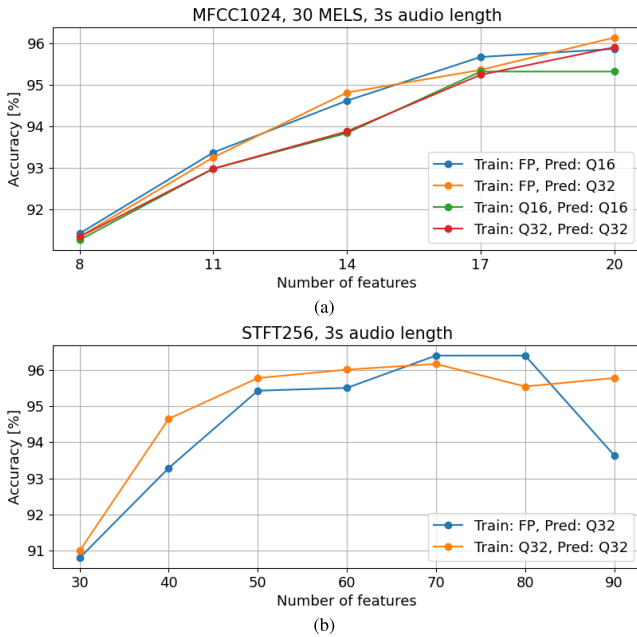 MFCC1024, 30 MELS, 3s audio length
Accuracy [%]
96
95
94
93
92
Train: FP, Pred: Q16
Train: FP, Pred: Q32
Train: Q16, Pred: Q16
Train: Q32, Pred: Q32
8 11 14 17 20
Number of features
(a)
STFT256, 3s audio length
Accuracy [%]
96
95
94
93
92
91
Train: FP, Pred: Q32
Train: Q32, Pred: Q32
30 40 50 60 70 80 90
Number of features
(b)